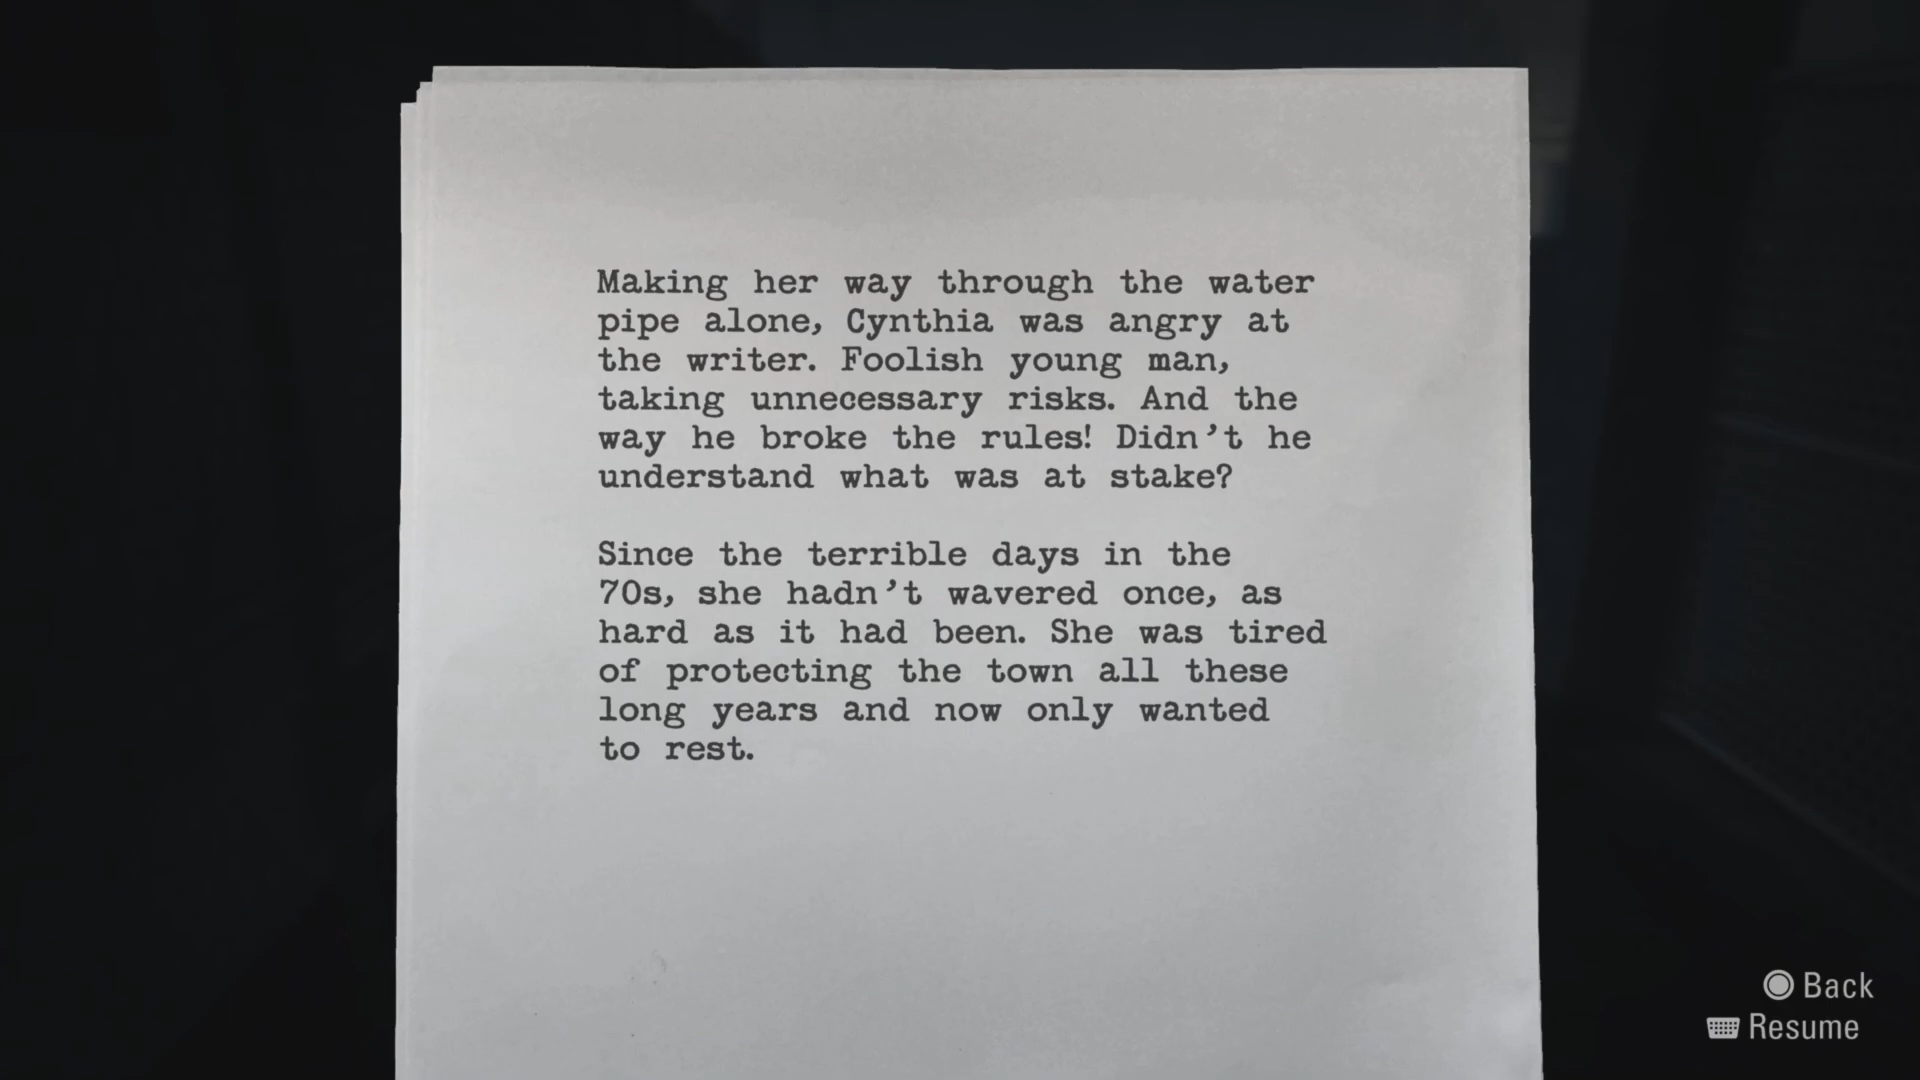 Making her way through the water
pipe alone, Cynthia was angry at
the writer. Foolish young man,
taking unnecessary risks. And the
way he broke the rules! Didn’t he
understand what was at stake?
Since the terrible days in the
70s, she hadn’t wavered once, as
hard as it had been. She was tired
of protecting the town all these
long years and now only wanted
to rest.
Back
Resume